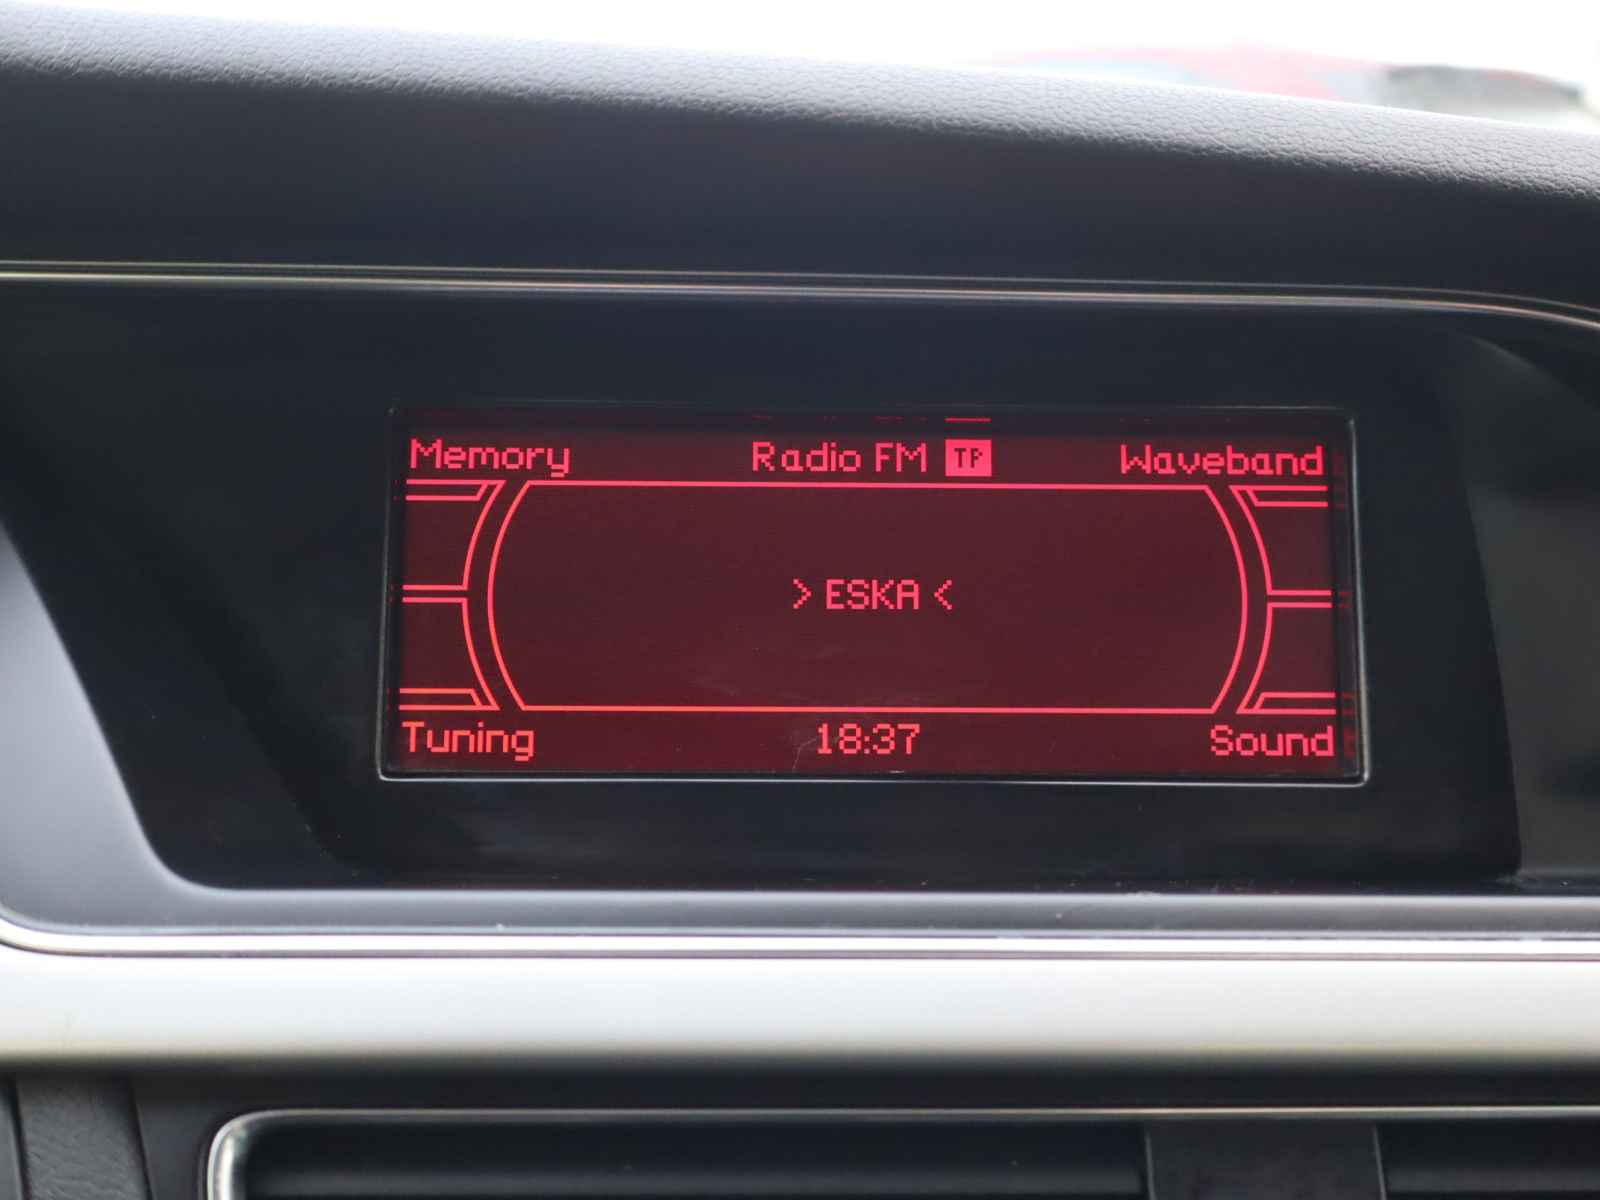 Memory Radio FM TP Waveband
> ESKA <
Tuning 18:37 Sound